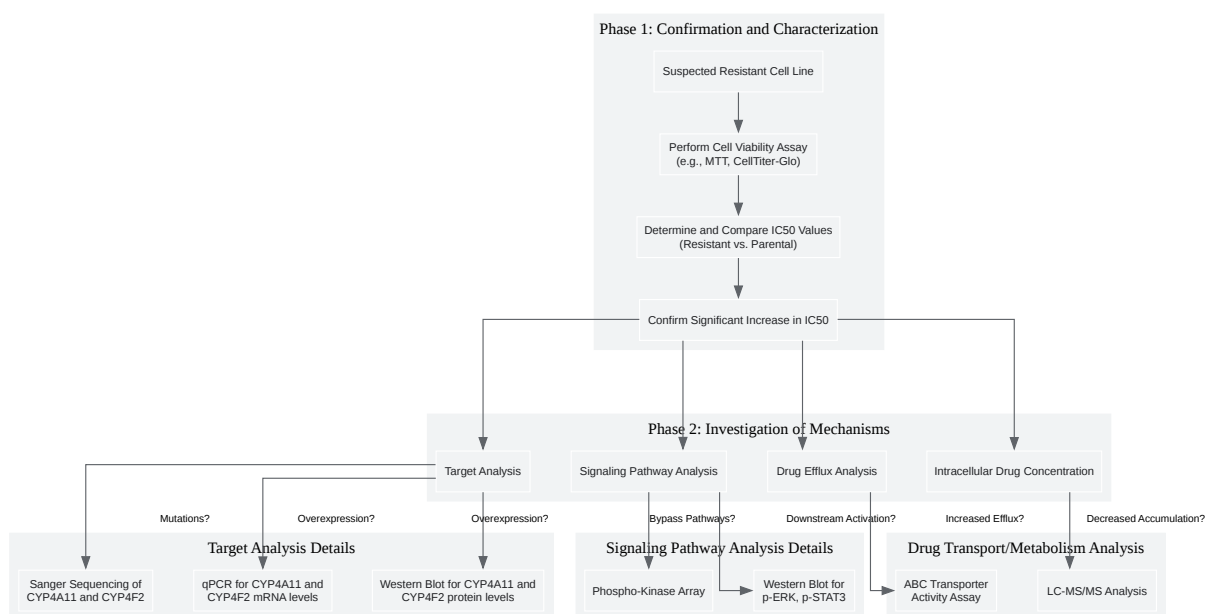 Phase 1: Confirmation and Characterization
Suspected Resistant Cell Line
Perform Cell Viability Assay
(e.g., MTT, CellTiter-Glo)
Determine and Compare IC50 Values
(Resistant vs. Parental)
Confirm Significant Increase in IC50
Phase 2: Investigation of Mechanisms
Target Analysis
Signaling Pathway Analysis
Drug Efflux Analysis
Intracellular Drug Concentration
Mutations?
Overexpression?
Overexpression?
Bypass Pathways?
Downstream Activation?
Increased Efflux?
Decreased Accumulation?
Target Analysis Details
Sanger Sequencing of
CYP4A11 and CYP4F2
qPCR for CYP4A11 and
CYP4F2 mRNA levels
Western Blot for CYP4A11 and
CYP4F2 protein levels
Signaling Pathway Analysis Details
Phospho-Kinase Array
Western Blot for
p-ERK, p-STAT3
Drug Transport/Metabolism Analysis
ABC Transporter
Activity Assay
LC-MS/MS Analysis